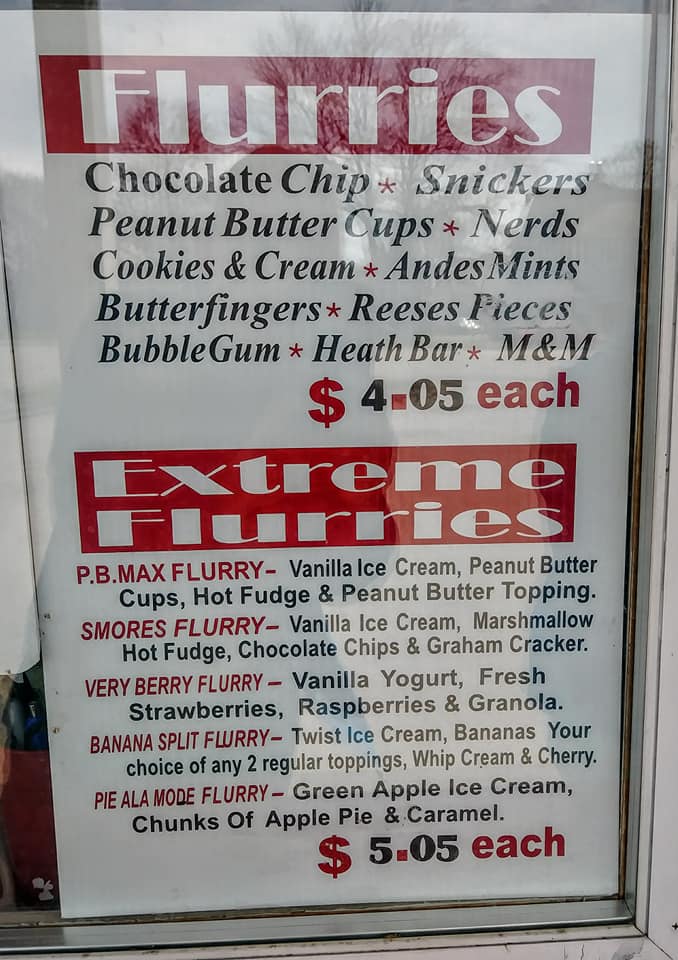 Flurries
Chocolate Chip * Snickers
Peanut Butter Cups * Nerds
Cookies & Cream * Andes Mints
Butterfingers * Reeses Pieces
Bubble Gum * Heath Bar * M&M
$ 4.05 each
Extreme
Flurries
P.B.MAX FLURRY- Vanilla Ice Cream, Peanut Butter
Cups, Hot Fudge & Peanut Butter Topping.
SMORES FLURRY- Vanilla Ice Cream, Marshmallow
Hot Fudge, Chocolate Chips & Graham Cracker.
VERY BERRY FLURRY - Vanilla Yogurt, Fresh
Strawberries, Raspberries & Granola.
BANANA SPLIT FLURRY- Twist Ice Cream, Bananas Your
choice of any 2 regular toppings, Whip Cream & Cherry.
PIE ALA MODE FLURRY - Green Apple Ice Cream,
Chunks Of Apple Pie & Caramel.
$ 5.05 each